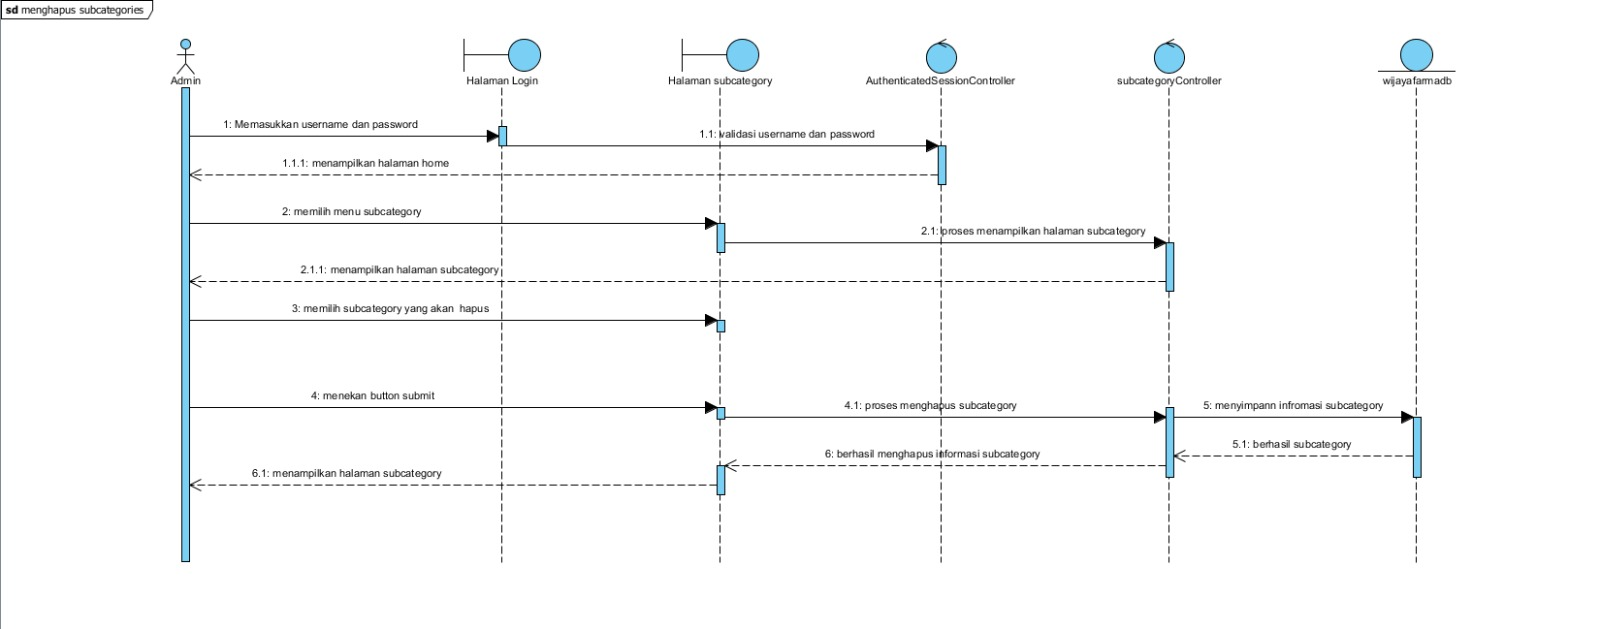 sd menghapus subcategories
Admin
Halaman Login
Halaman subcategory
AuthenticatedSessionController
subcategoryController
wijayafarmadb
1: Memasukkan username dan password
1.1: validasi username dan password
1.1.1: menampilkan halaman home
2: memilih menu subcategory
2.1: proses menampilkan halaman subcategory
2.1.1: menampilkan halaman subcategory
3: memilih subcategory yang akan  hapus
4: menekan button submit
4.1: proses menghapus subcategory
5: menyimpann infromasi subcategory
5.1: berhasil subcategory
6: berhasil menghapus informasi subcategory
6.1: menampilkan halaman subcategory